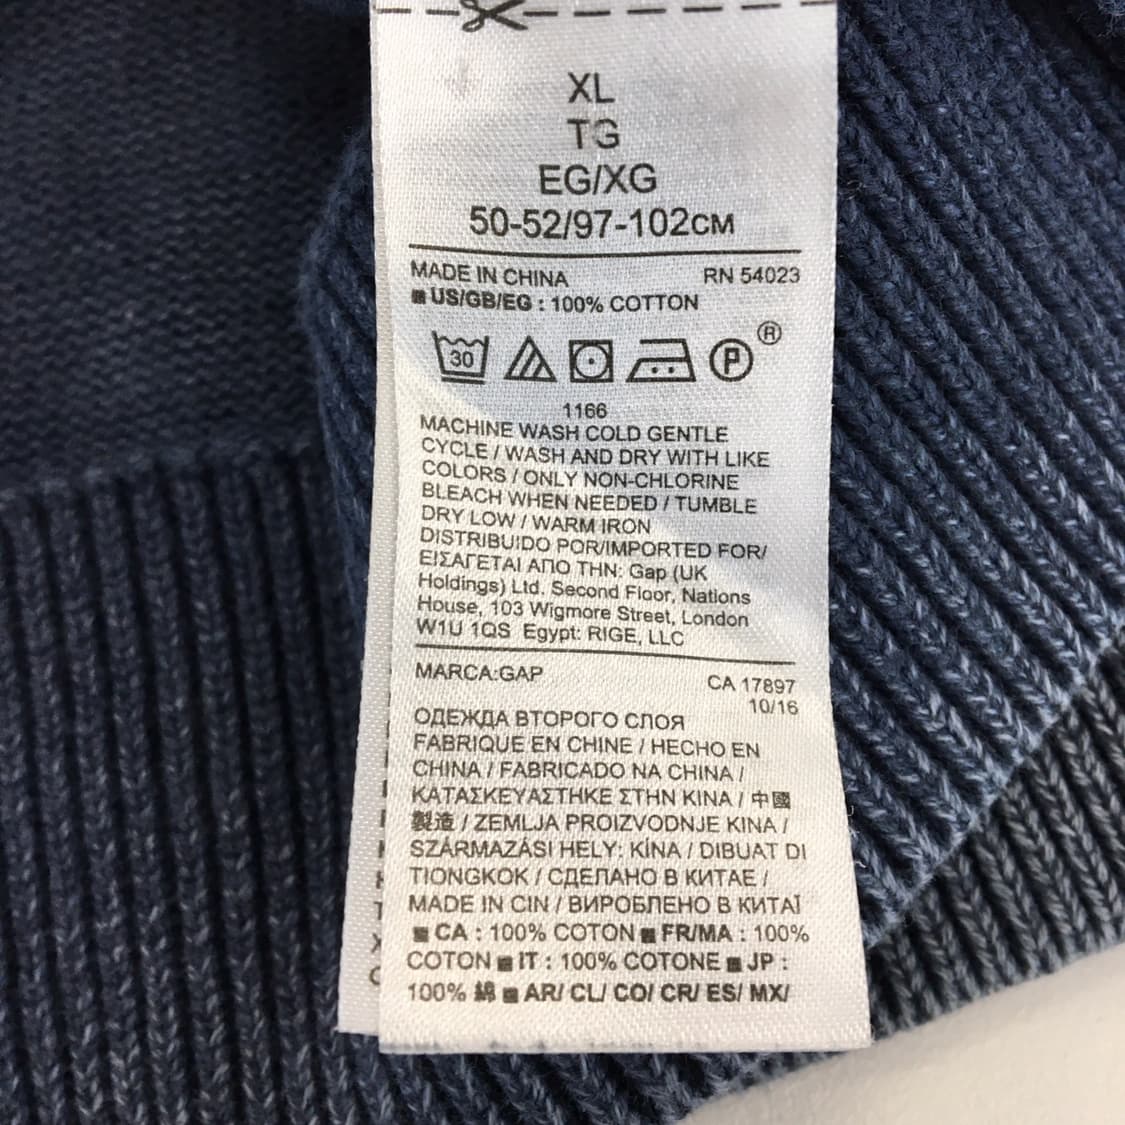 XL
TG
EG/XG
50-52/97-102CM
MADE IN CHINA RN 54023
■ US/GB/EG : 100% COTTON
30 P ®
1166
MACHINE WASH COLD GENTLE
CYCLE / WASH AND DRY WITH LIKE
COLORS / ONLY NON-CHLORINE
BLEACH WHEN NEEDED / TUMBLE
DRY LOW / WARM IRON
DISTRIBUIDO POR/IMPORTED FOR/
ΕΙΣΑΓΕΤΑΙ ΑΠΟ ΤΗΝ: Gap (UK
Holdings) Ltd. Second Floor, Nations
House, 103 Wigmore Street, London
W1U 1QS Egypt: RIGE, LLC
MARCA:GAP CA 17897
10/16
ОДЕЖДА ВТОРОГО СЛОЯ
FABRIQUE EN CHINE / HECHO EN
CHINA / FABRICADO NA CHINA /
ΚΑΤΑΣΚΕΥΑΣΤΗΚΕ ΣΤΗΝ ΚΙΝΑ / 中國
製造 / ZEMLJA PROIZVODNJE KINA /
SZÁRMAZÁSI HELY: KÍNA / DIBUAT DI
TIONGKOK / СДЕЛАНО В КИТАЕ /
MADE IN CIN / ВИРОБЛЕНО В КИТАЇ
■ CA : 100% COTON ■ FR/MA : 100%
COTON ■ IT : 100% COTONE ■ JP :
100% 綿 ■ AR/ CL/ CO/ CR/ ES/ MX/